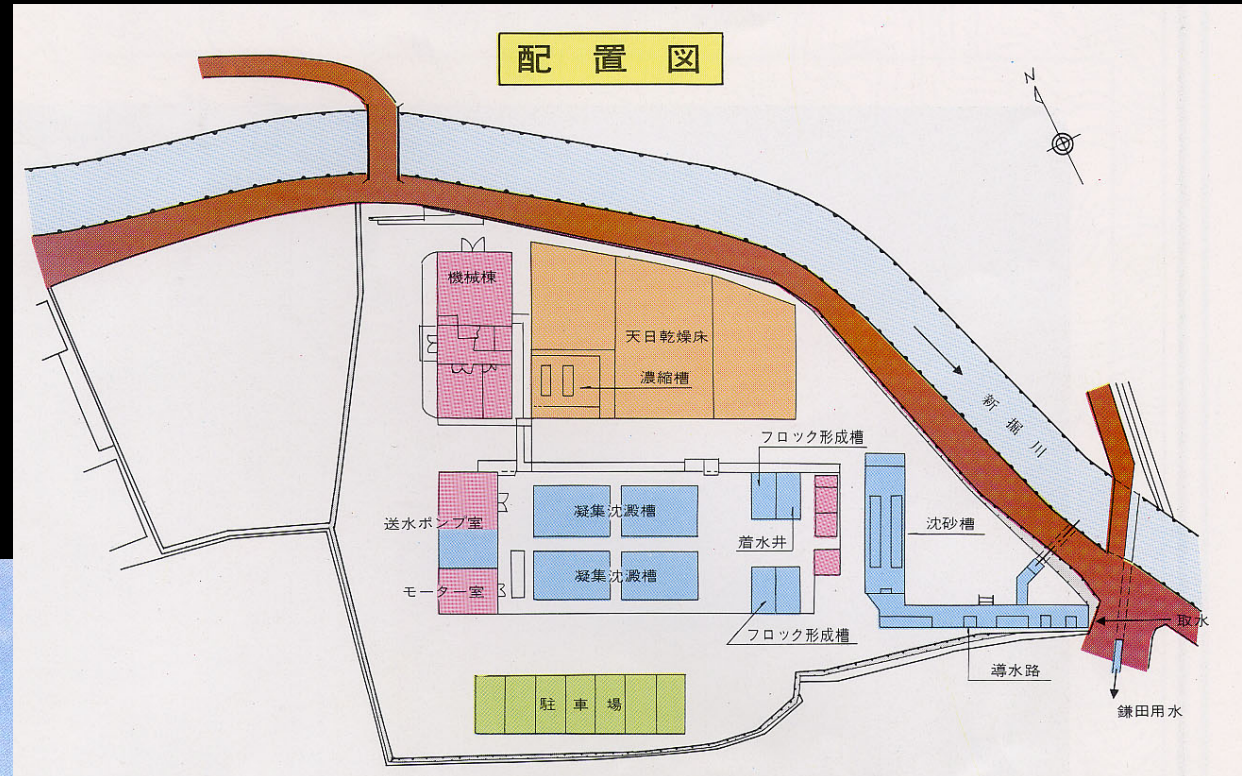 配置図
N
機械棟
天日乾燥床
濃縮槽
新堀川
フロック形成槽
送水ポンプ室
凝集沈澱槽
着水井
沈砂槽
モーター室
凝集沈澱槽
フロック形成槽
取水
導水路
駐車場
鎌田用水